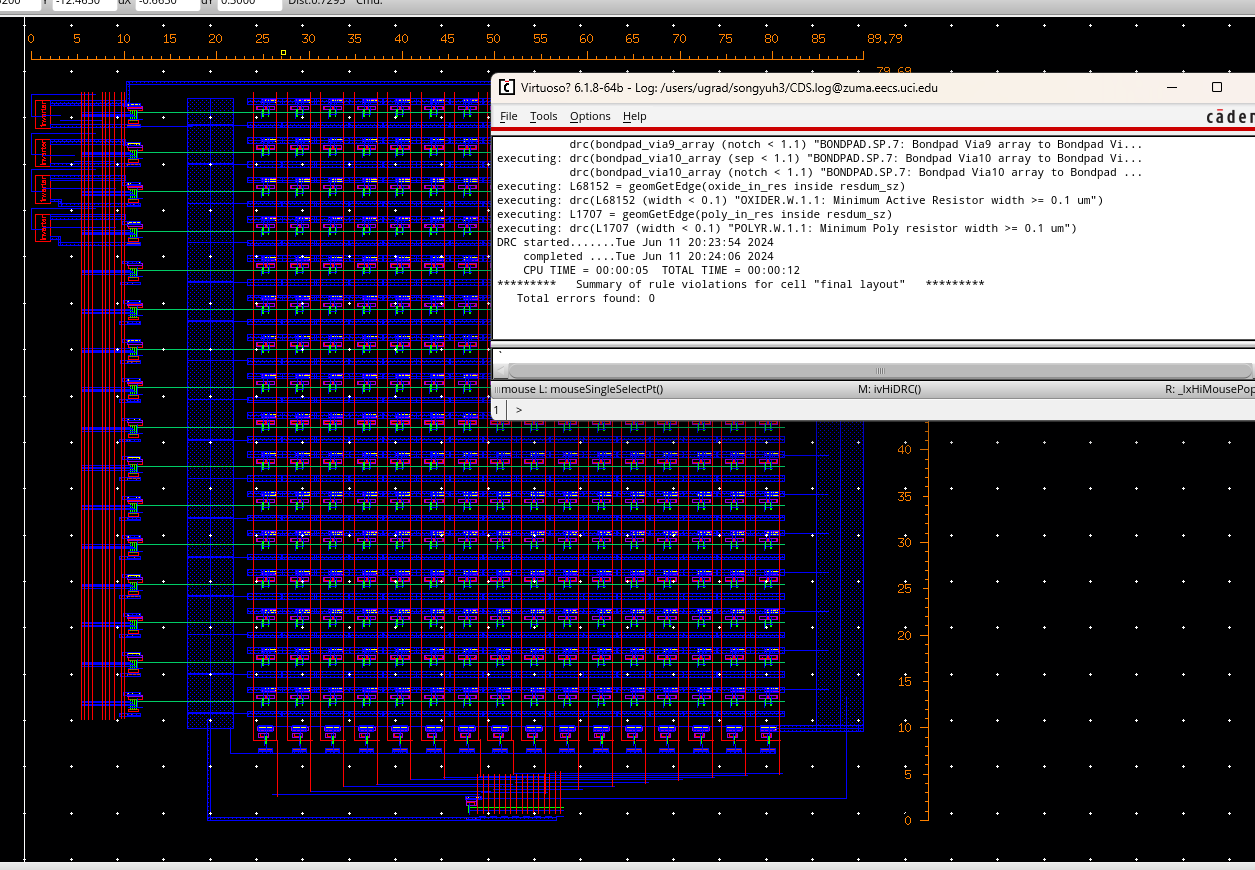 Y -12.4650 dX -0.6650 dY 0.3000 Dist:0.7295 Cmd:
0 5 10 15 20 25 30 35 40 45 50 55 60 65 70 75 80 85 89.79
79.69
Virtuoso? 6.1.8-64b - Log: /users/ugrad/songyuh3/CDS.log@zuma.eecs.uci.edu
File Tools Options Help
cāden
drc(bondpad_via9_array (notch < 1.1) "BONDPAD.SP.7: Bondpad Via9 array to Bondpad Vi...
executing: drc(bondpad_via10_array (sep < 1.1) "BONDPAD.SP.7: Bondpad Via10 array to Bondpad Vi...
drc(bondpad_via10_array (notch < 1.1) "BONDPAD.SP.7: Bondpad Via10 array to Bondpad ...
executing: L68152 = geomGetEdge(oxide_in_res inside resdum_sz)
executing: drc(L68152 (width < 0.1) "OXIDER.W.1.1: Minimum Active Resistor width >= 0.1 um")
executing: L1707 = geomGetEdge(poly_in_res inside resdum_sz)
executing: drc(L1707 (width < 0.1) "POLYR.W.1.1: Minimum Poly resistor width >= 0.1 um")
DRC started.......Tue Jun 11 20:23:54 2024
completed ....Tue Jun 11 20:24:06 2024
CPU TIME = 00:00:05 TOTAL TIME = 00:00:12
********* Summary of rule violations for cell "final layout" *********
Total errors found: 0
mouse L: mouseSingleSelectPt()
M: ivHiDRC()
R: _lxHiMousePop
1 >
Inverter
Inverter
Inverter
Inverter
40
35
30
25
20
15
10
5
0